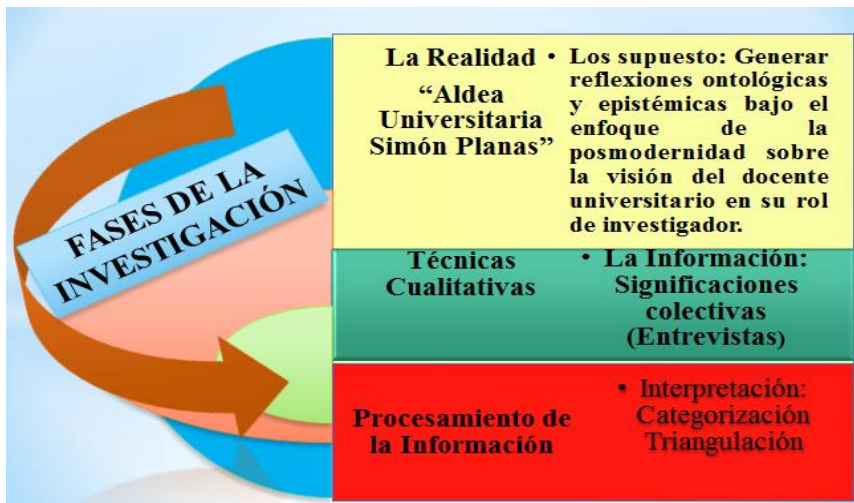 FASES DE LA
INVESTIGACIÓN
La Realidad
“Aldea
Universitaria
Simón Planas”
• Los supuesto: Generar
reflexiones ontológicas
y epistémicas bajo el
enfoque de la
posmodernidad sobre
la visión del docente
universitario en su rol
de investigador.
Técnicas
Cualitativas
• La Información:
Significaciones
colectivas
(Entrevistas)
Procesamiento de
la Información
• Interpretación:
Categorización
Triangulación